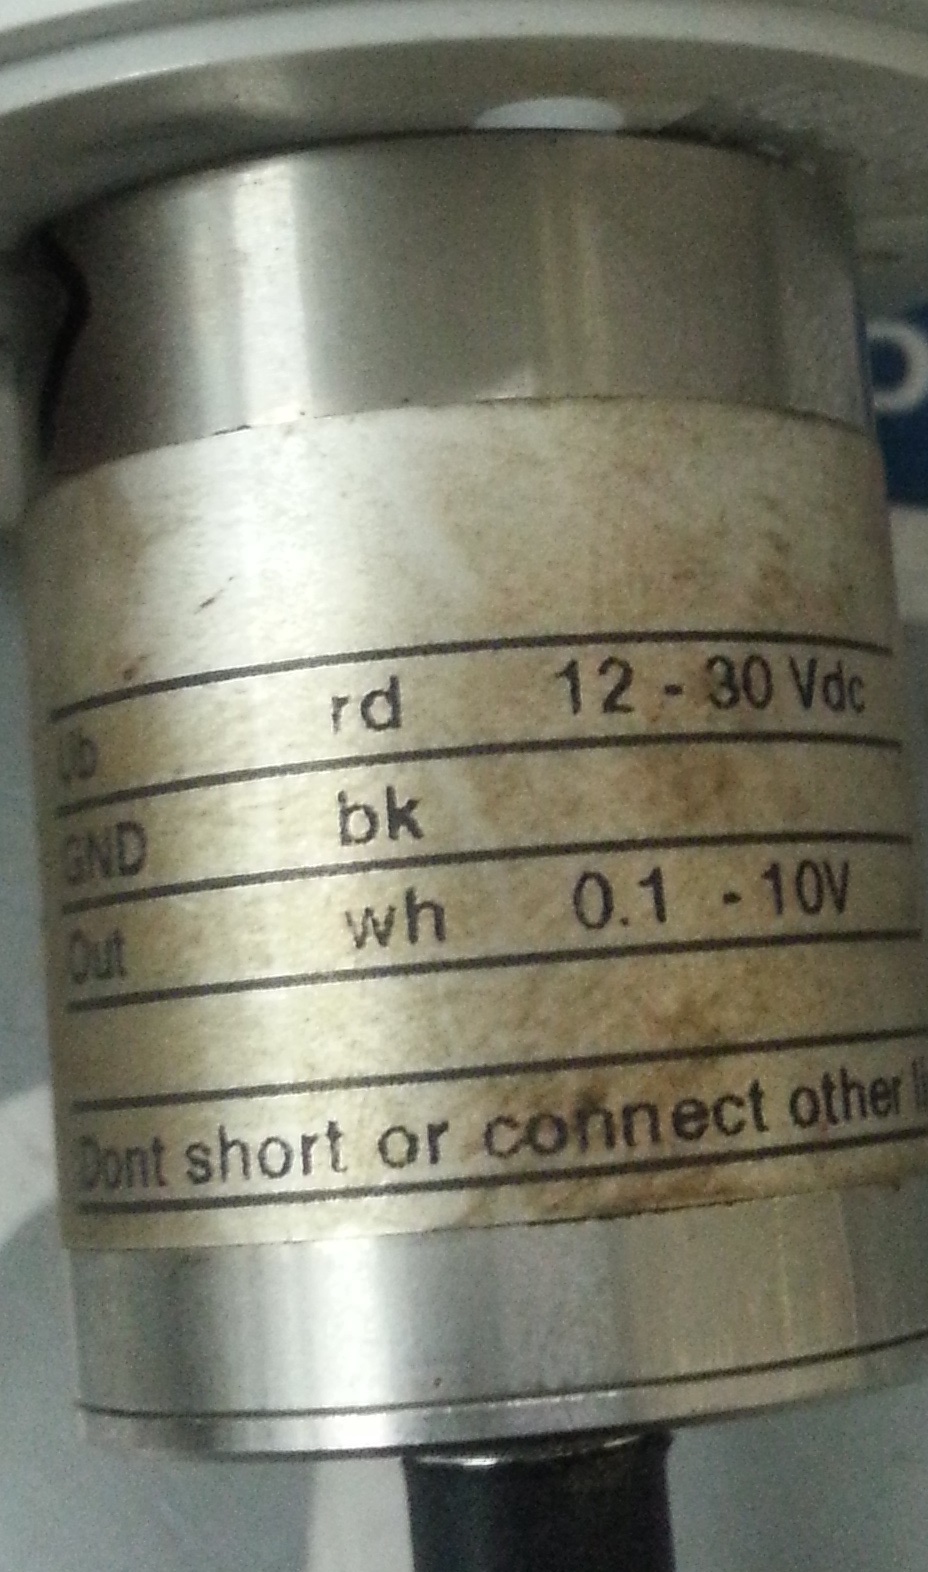 Ub rd 12 - 30 Vdc
GND bk
Out wh 0.1 - 10V
Dont short or connect other